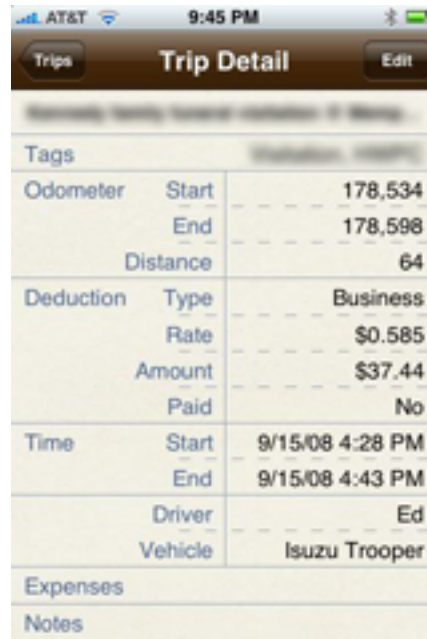 AT&T 9:45 PM
Trips Trip Detail Edit
Tags
Odometer Start 178,534
End 178,598
Distance 64
Deduction Type Business
Rate $0.585
Amount $37.44
Paid No
Time Start 9/15/08 4:28 PM
End 9/15/08 4:43 PM
Driver Ed
Vehicle Isuzu Trooper
Expenses
Notes